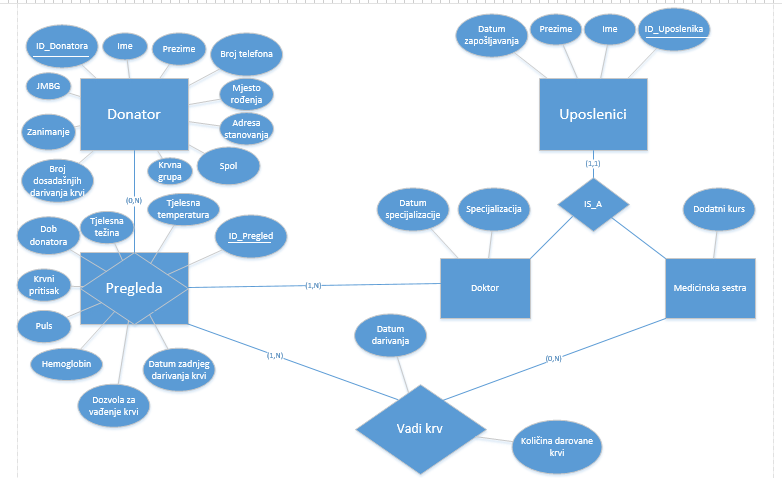 ID_Donatora
Ime
Prezime
Broj telefona
JMBG
Donator
Mjesto
rođenja
Zanimanje
Adresa
stanovanja
Broj
dosadašnjih
darivanja krvi
Krvna
grupa
Spol
Datum
zapošljavanja
Prezime
Ime
ID_Uposlenika
Uposlenici
(1,1)
IS_A
(0,N)
Dob
donatora
Tjelesna
težina
Tjelesna
temperatura
ID_Pregled
Krvni
pritisak
Pregleda
Puls
Hemoglobin
Dozvola za
vađenje krvi
Datum zadnjeg
darivanja krvi
(1,N)
Datum
specijalizacije
Specijalizacija
Doktor
Dodatni kurs
Medicinska sestra
(1,N)
Datum
darivanja
(0,N)
Vadi krv
Količina darovane
krvi